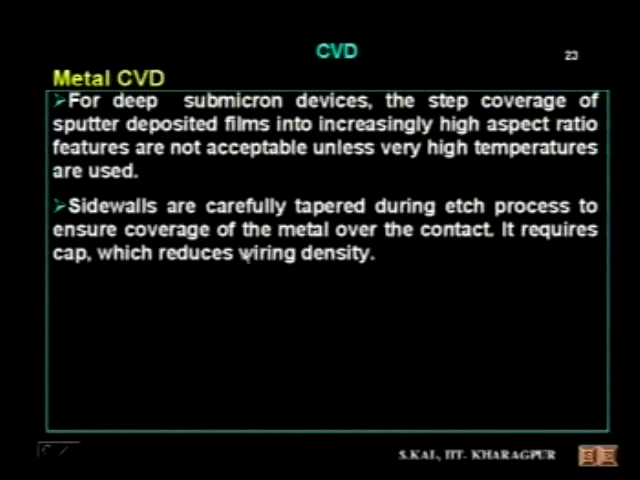 CVD
23
Metal CVD
➢For deep submicron devices, the step coverage of
sputter deposited films into increasingly high aspect ratio
features are not acceptable unless very high temperatures
are used.
➢Sidewalls are carefully tapered during etch process to
ensure coverage of the metal over the contact. It requires
cap, which reduces wiring density.
S.KAL, IIT- KHARAGPUR